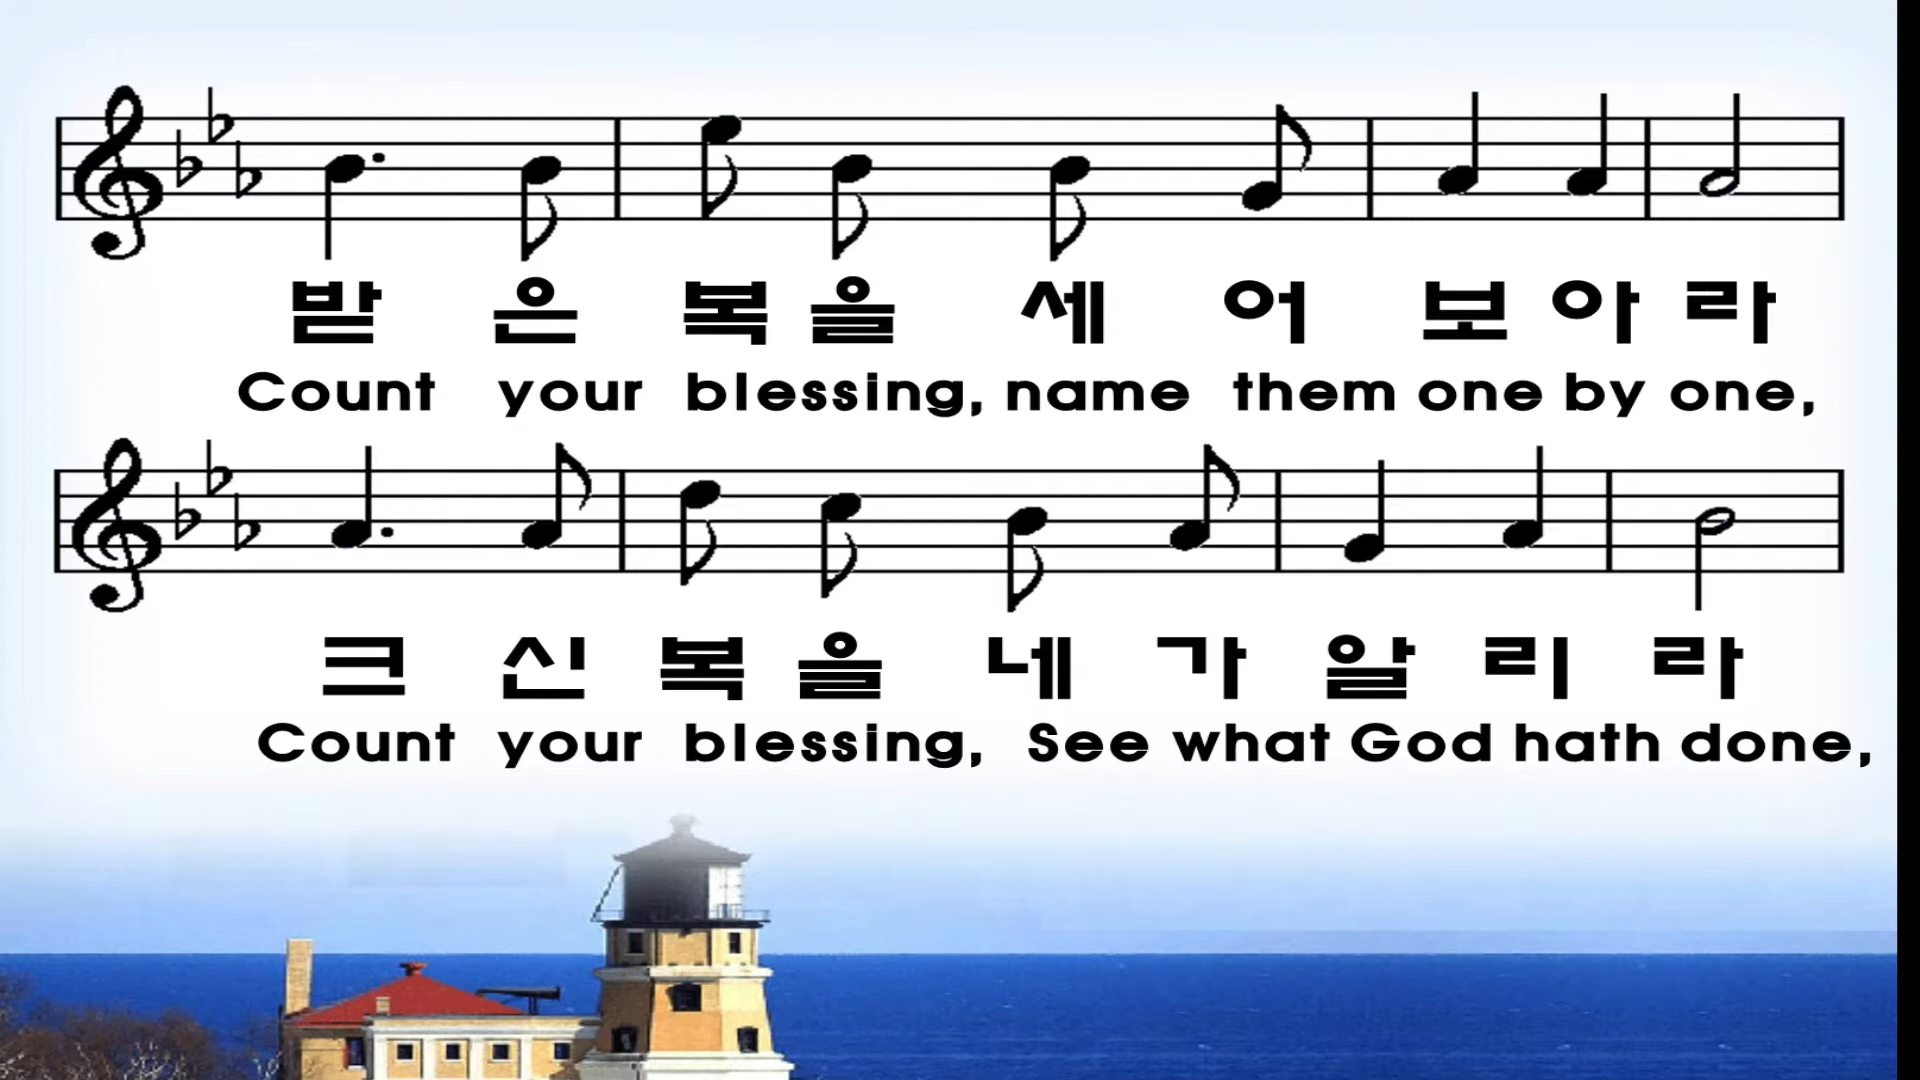 받 은 복 을 세 어 보 아 라
Count your blessing, name them one by one,
크 신 복 을 네 가 알 리 라
Count your blessing, See what God hath done,